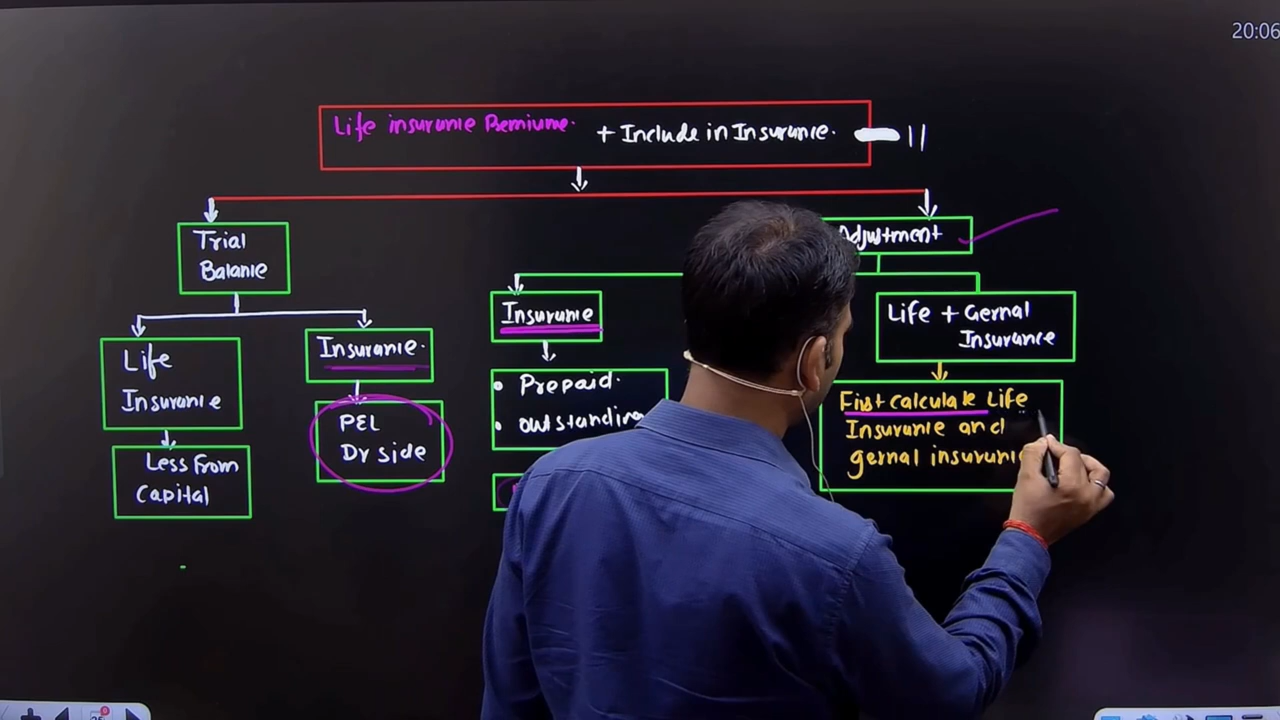 20:06
Life insurance Remiume. + Include in Insurance. 11
Trial
Balance
Adjustment
Life
Insurance
Insurance.
Insurance
Life + Gernal
Insurance
Less From
Capital
PEL
Dr side
• Prepaid.
• outstanding
First calculate Life
Insurance and
gernal insurance